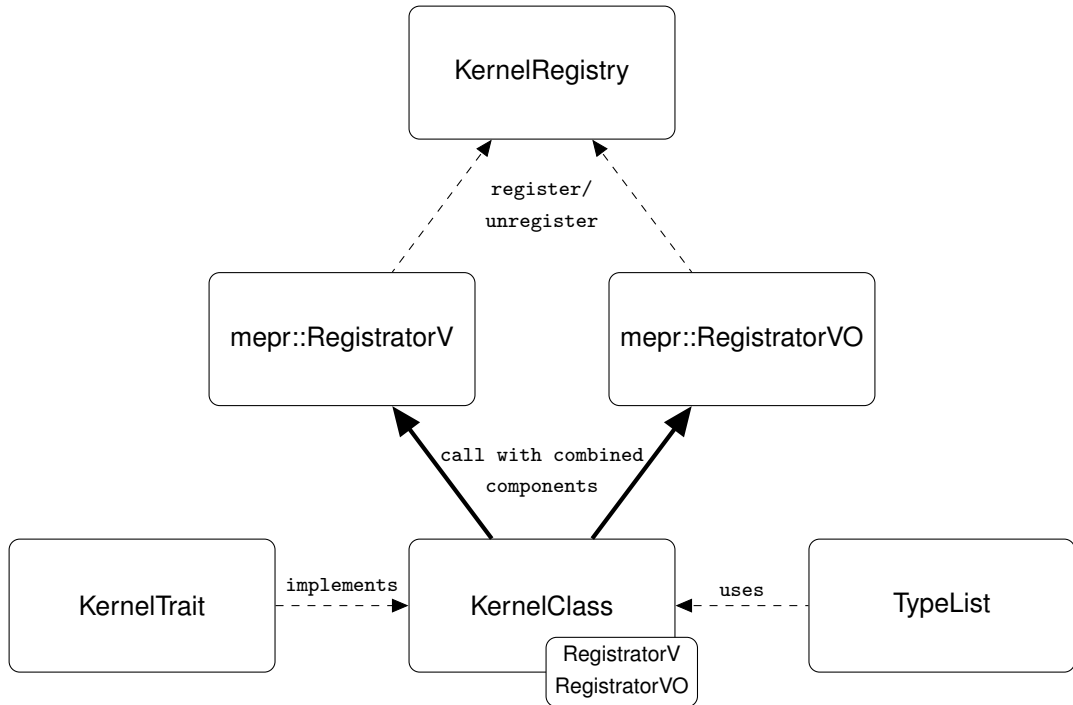 KernelRegistry
register/
unregister
mepr::RegistratorV
mepr::RegistratorVO
call with combined
components
KernelTrait
implements
KernelClass
uses
TypeList
RegistratorV
RegistratorVO